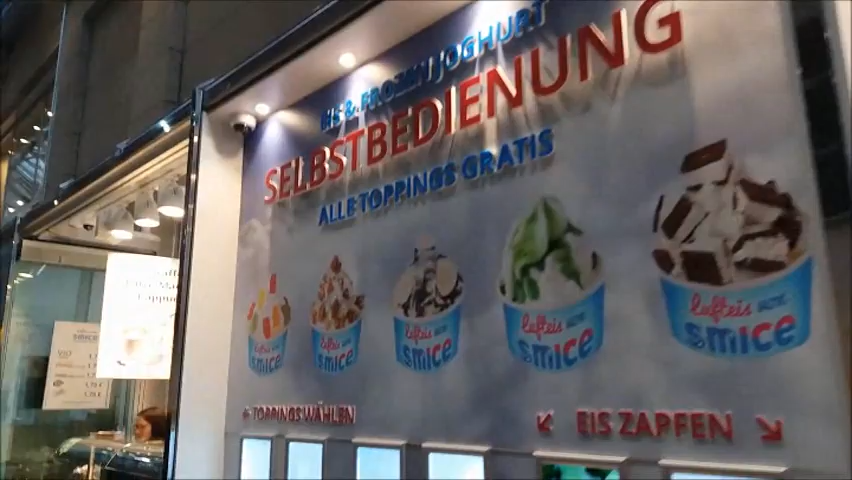 EIS & FROZEN JOGHURT
SELBSTBEDIENUNG
ALLE TOPPINGS GRATIS
lufteis
smice
lufteis
smice
lufteis
smice
lufteis
smice
lufteis
smice
TOPPINGS WÄHLEN
EIS ZAPFEN